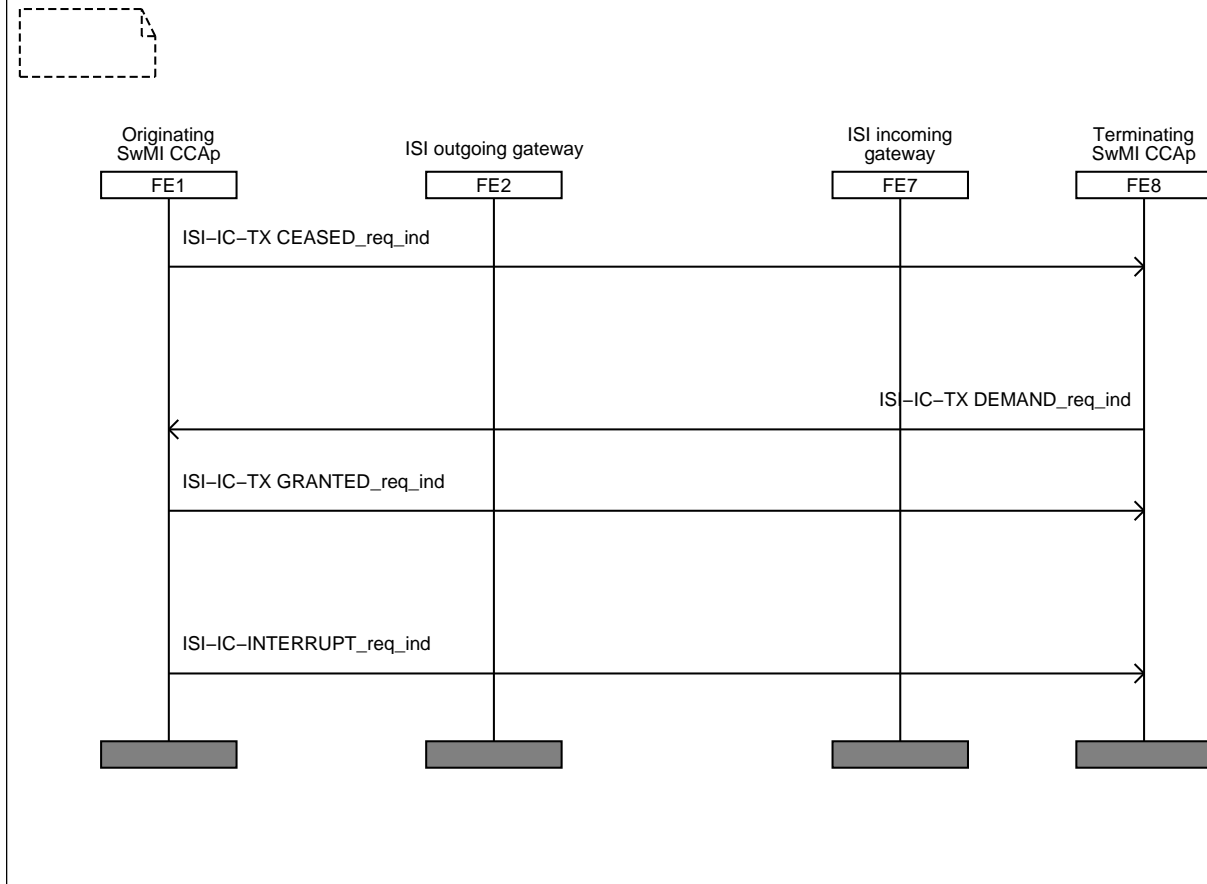 Originating
SwMI CCAp
ISI outgoing gateway
ISI incoming
gateway
Terminating
SwMI CCAp
FE1
FE2
FE7
FE8
ISI−IC−TX CEASED_req_ind
ISI−IC−TX DEMAND_req_ind
ISI−IC−TX GRANTED_req_ind
ISI−IC−INTERRUPT_req_ind